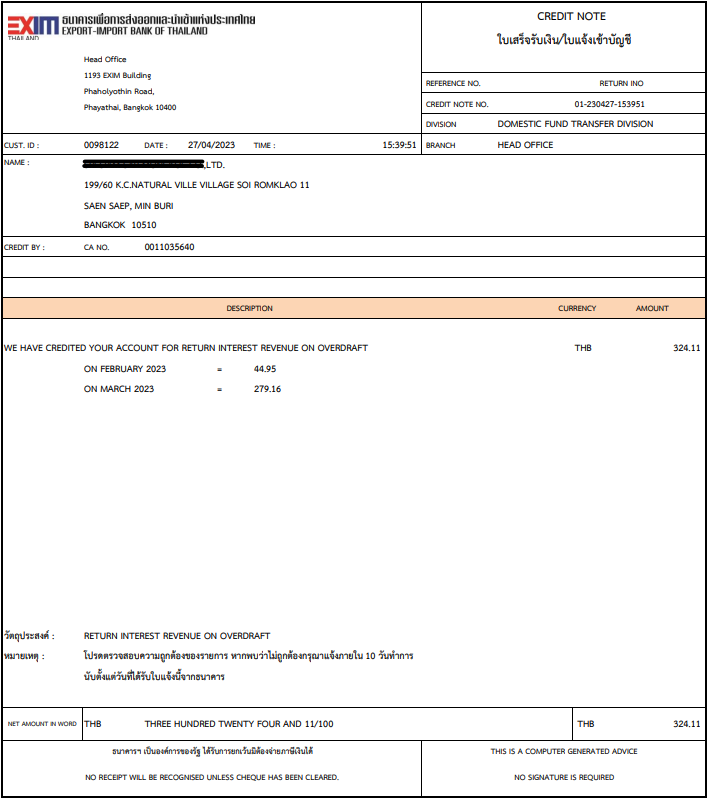 EXIM
THAILAND
ธนาคารเพื่อการส่งออกและนำเข้าแห่งประเทศไทย
EXPORT-IMPORT BANK OF THAILAND
Head Office
1193 EXIM Building
Phaholyothin Road,
Phayathai, Bangkok 10400
CREDIT NOTE
ใบเสร็จรับเงิน/ใบแจ้งเข้าบัญชี
REFERENCE NO. RETURN INO
CREDIT NOTE NO. 01-230427-153951
DIVISION DOMESTIC FUND TRANSFER DIVISION
CUST. ID : 0098122 DATE : 27/04/2023 TIME : 15:39:51 BRANCH HEAD OFFICE
NAME : ,LTD.
199/60 K.C.NATURAL VILLE VILLAGE SOI ROMKLAO 11
SAEN SAEP, MIN BURI
BANGKOK 10510
CREDIT BY : CA NO. 0011035640
DESCRIPTION CURRENCY AMOUNT
WE HAVE CREDITED YOUR ACCOUNT FOR RETURN INTEREST REVENUE ON OVERDRAFT THB 324.11
ON FEBRUARY 2023 = 44.95
ON MARCH 2023 = 279.16
วัตถุประสงค์ : RETURN INTEREST REVENUE ON OVERDRAFT
หมายเหตุ : โปรดตรวจสอบความถูกต้องของรายการ หากพบว่าไม่ถูกต้องกรุณาแจ้งภายใน 10 วันทำการ
นับตั้งแต่วันที่ได้รับใบแจ้งนี้จากธนาคาร
NET AMOUNT IN WORD THB THREE HUNDRED TWENTY FOUR AND 11/100 THB 324.11
ธนาคารฯ เป็นองค์การของรัฐ ได้รับการยกเว้นมิต้องจ่ายภาษีเงินได้
NO RECEIPT WILL BE RECOGNISED UNLESS CHEQUE HAS BEEN CLEARED.
THIS IS A COMPUTER GENERATED ADVICE
NO SIGNATURE IS REQUIRED